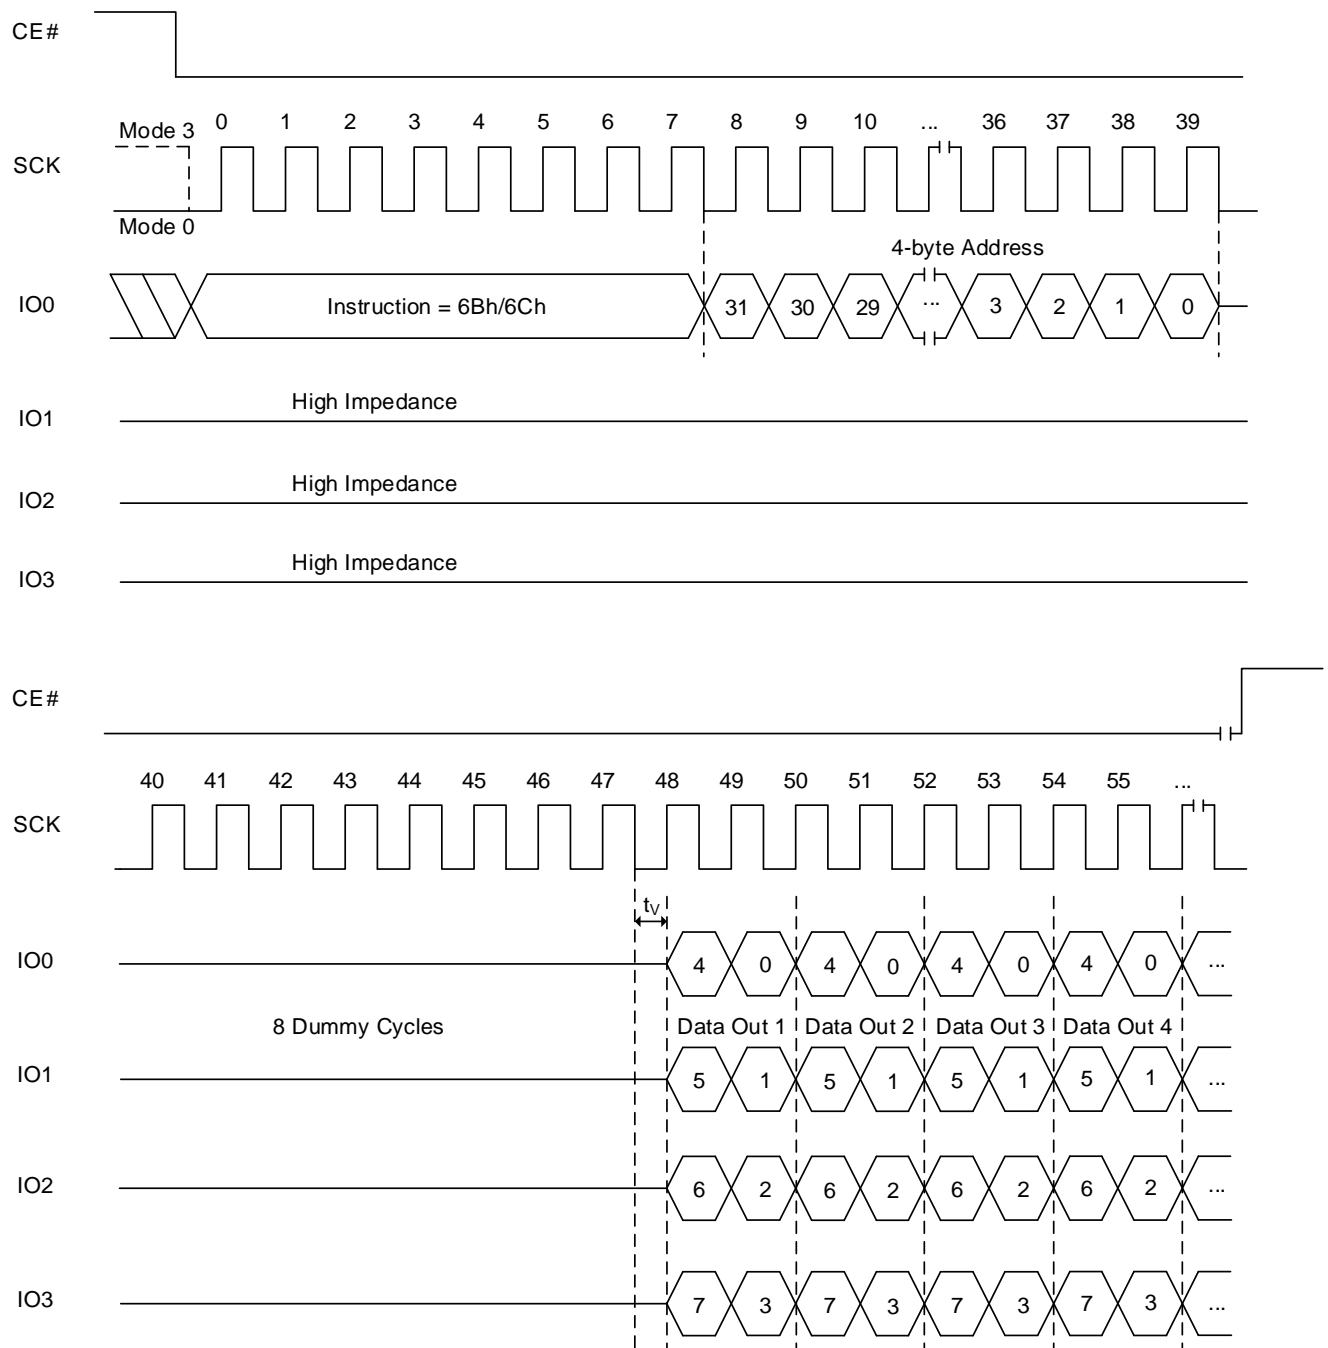 CE#
Mode 3 0 1 2 3 4 5 6 7 8 9 10 ... 36 37 38 39
SCK
Mode 0
4-byte Address
IO0 Instruction = 6Bh/6Ch 31 30 29 ... 3 2 1 0
High Impedance
IO1
High Impedance
IO2
High Impedance
IO3
CE#
40 41 42 43 44 45 46 47 48 49 50 51 52 53 54 55 ...
SCK
tV
IO0 4 0 4 0 4 0 4 0 ...
8 Dummy Cycles Data Out 1 Data Out 2 Data Out 3 Data Out 4
IO1 5 1 5 1 5 1 5 1 ...
IO2 6 2 6 2 6 2 6 2 ...
IO3 7 3 7 3 7 3 7 3 ...